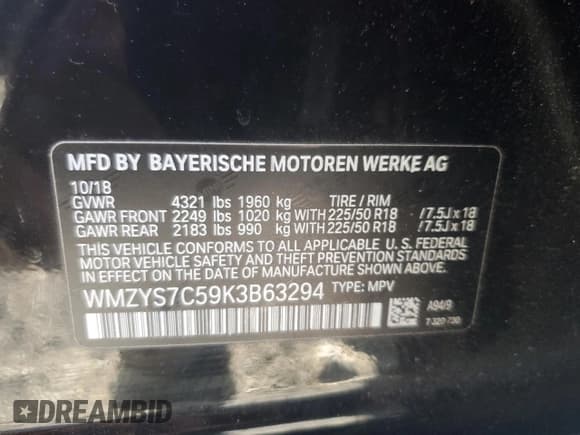 MFD BY BAYERISCHE MOTOREN WERKE AG
10/18
GVWR 4321 lbs 1960 kg TIRE / RIM
GAWR FRONT 2249 lbs 1020 kg WITH 225/50 R18 /7.5J x 18
GAWR REAR 2183 lbs 990 kg WITH 225/50 R18 /7.5J x 18
THIS VEHICLE CONFORMS TO ALL APPLICABLE U. S. FEDERAL
MOTOR VEHICLE SAFETY AND THEFT PREVENTION STANDARDS
IN EFFECT ON THE DATE OF MANUFACTURE SHOWN ABOVE.
WMZYS7C59K3B63294 TYPE: MPV
A94/9
DREAMBID